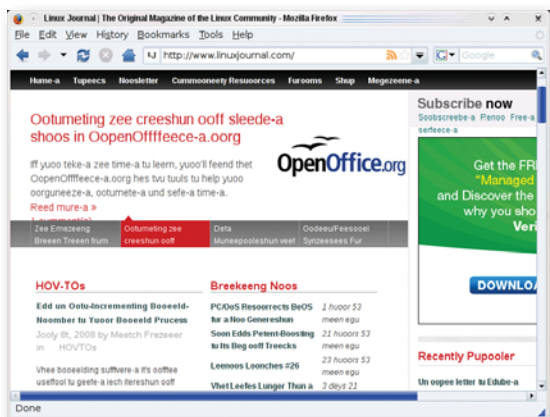 Linux Journal | The Original Magazine of the Linux Community - Mozilla Firefox
File Edit View History Bookmarks Tools Help
http://www.linuxjournal.com/
Google
Hume-a Tupeecs Noosletter Cummooneety Resuoorces Furooms Shup Megezeene-a
Ootumeting zee creeshun ooff sleede-a
shoos in OopenOffffeece-a.oorg
Iff yuoo teke-a zee time-a tu leern, yuoo'll feend thet
OopenOffffeece-a.oorg hes tvu tuuls tu help yuoo
oorguneeze-a, ootumete-a und sefe-a time-a.
Reed mure-a »
OpenOffice.org
Zee Emezeeng
Breeen Treeen frum
Ootumeting zee
creeshun ooff
Deta
Muneepooleshun veet
Oodeeu/Feessooel
Synzeesees Fur
HOV-TOs
Edd un Ootu-Incrementing Booeeld-
Noomber tu Yuoor Booeeld Prucess
Jooly 8t, 2008 by Meetch Frezeeer
in HOVTOs
Vhee booeelding suffvere-a it's oofftee
useffool tu geefe-a iech itereshun ooff
Breekeeng Noos
PC/OoS Resoorrects BeOS
fur a Noo Genereshun
1 huoor 53
meen egu
Soon Edds Petent-Boosting
tu Its Beg ooff Treecks
21 huoors 53
meen egu
Leenoos Loonches #26
23 huoors 53
meen egu
Vhet Leefes Lunger Thun a
3 deys 21
Subscribe now
Soobscreebe-a Renoo Free-a
serfeece-a
Get the FR
"Managed
and Discover the
why you sho
Veri
DOWNLO
Recently Pupooler
Un oopee letter tu Edube-a
Done